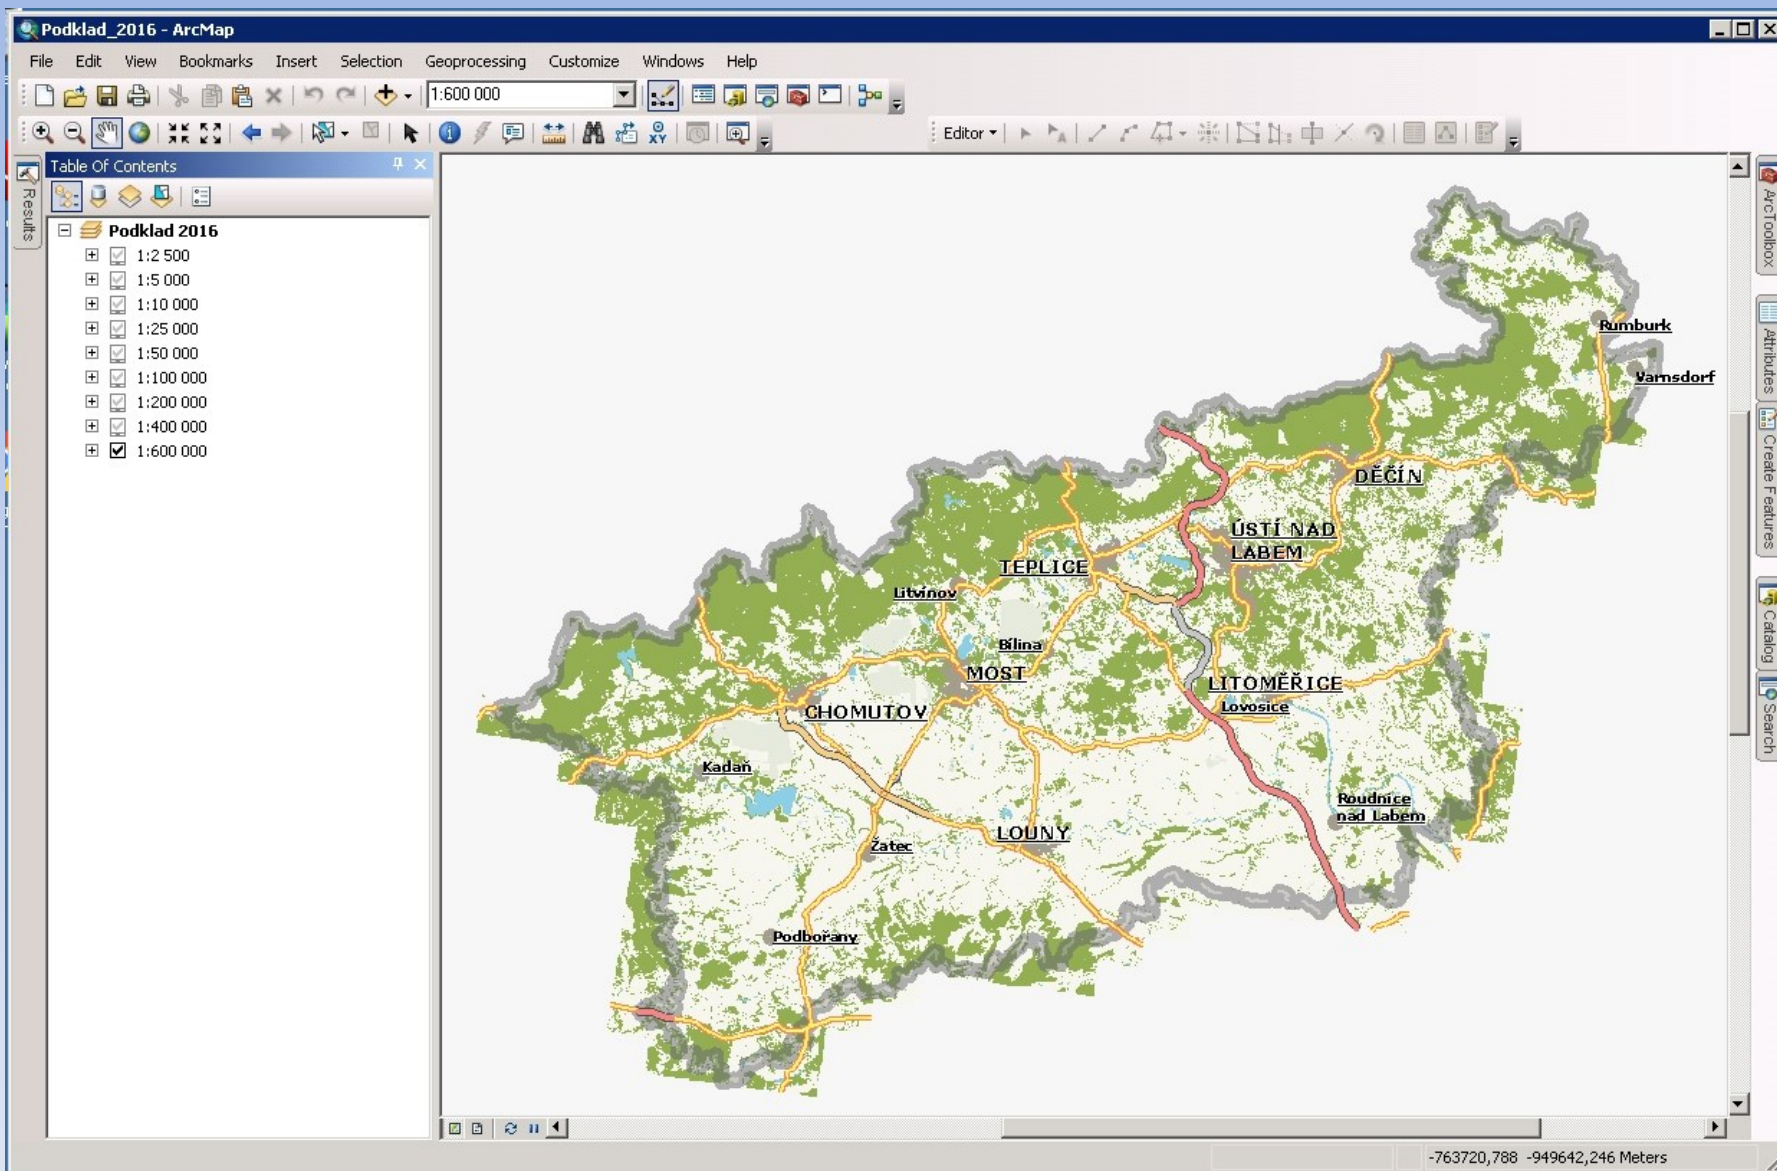 Podklad_2016 - ArcMap
File Edit View Bookmarks Insert Selection Geoprocessing Customize Windows Help
1:600 000
Editor
Results
Table Of Contents
Podklad 2016
1:2 500
1:5 000
1:10 000
1:25 000
1:50 000
1:100 000
1:200 000
1:400 000
1:600 000
Rumburk
Varnsdorf
DĚČÍN
ÚSTÍ NAD
LABEM
TEPLICE
Litvínov
Bílina
MOST
LITOMĚŘICE
Lovosice
CHOMUTOV
Kadaň
Roudnice
nad Labem
LOUNY
Žatec
Podbořany
ArcToolbox
Attributes
Create Features
Catalog
Search
-763720,788 -949642,246 Meters